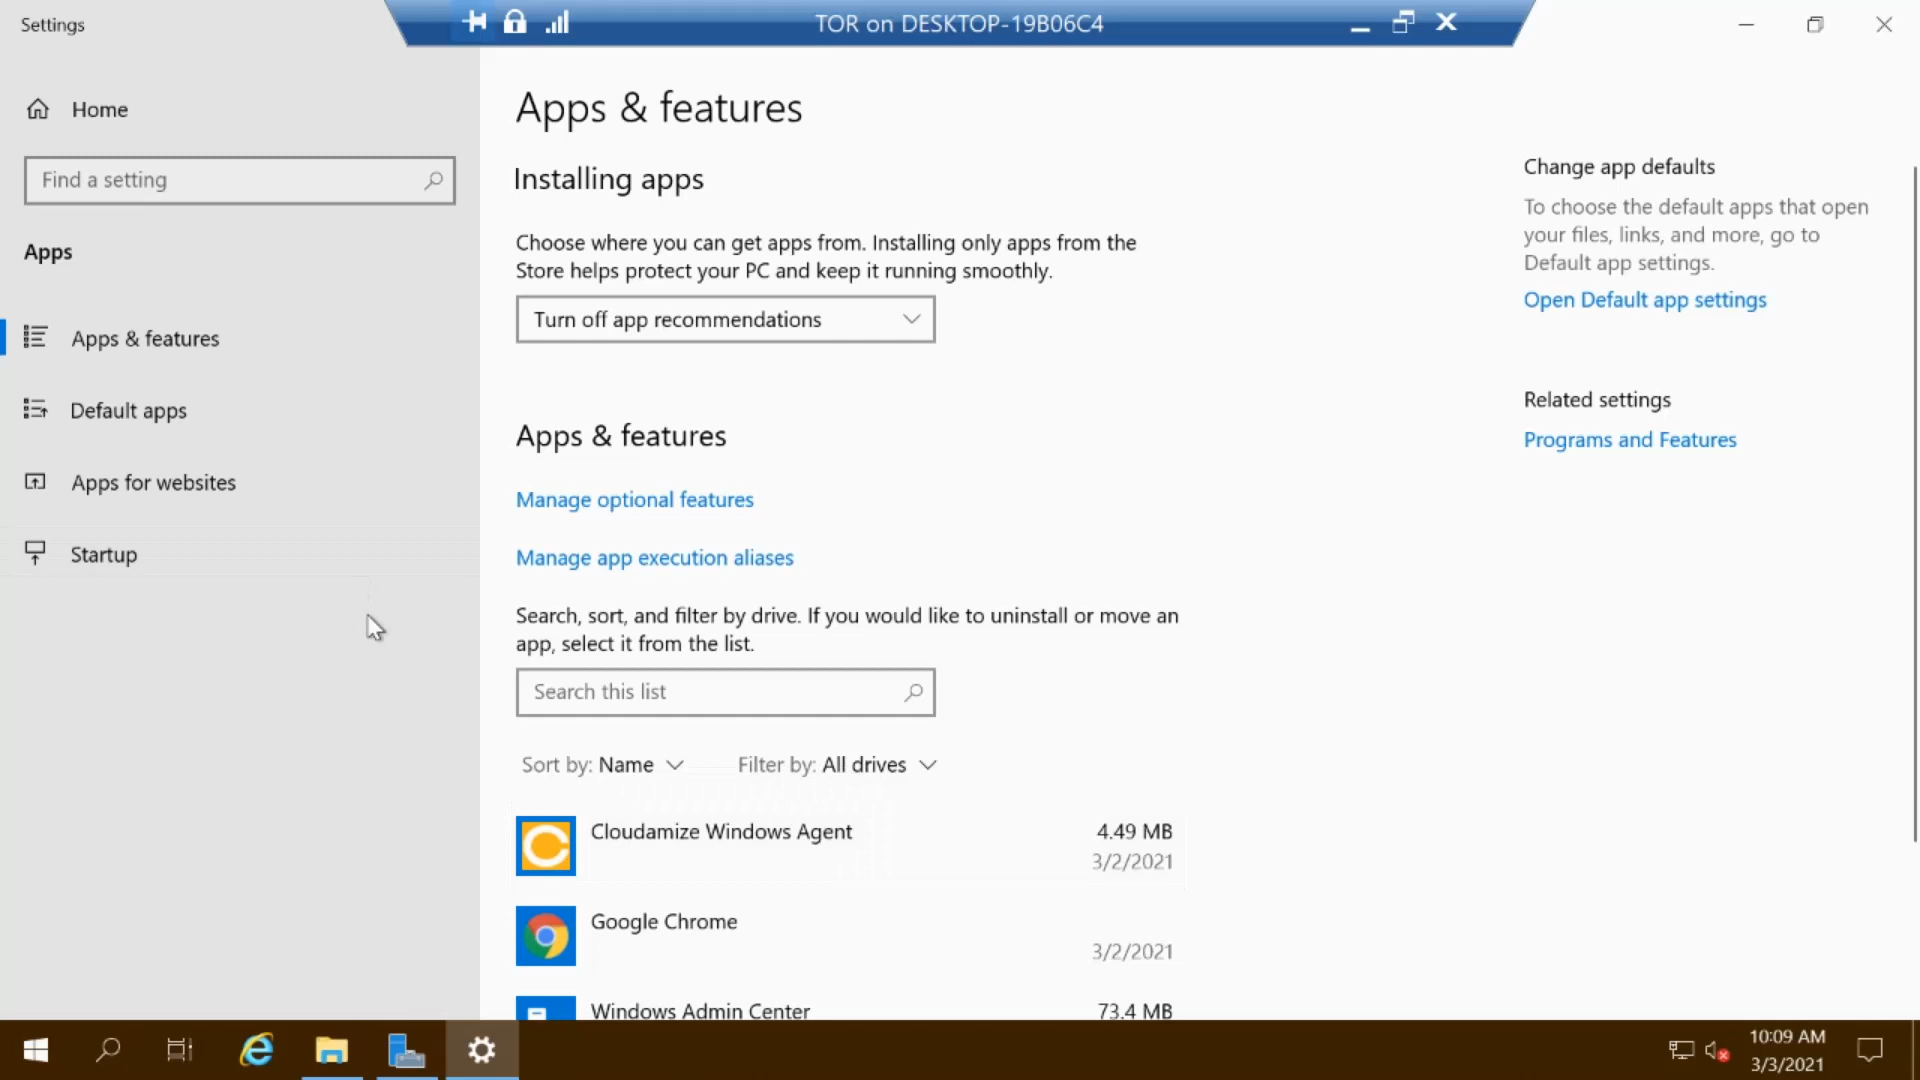 Settings
TOR on DESKTOP-19B06C4
Home
Find a setting
Apps
Apps & features
Default apps
Apps for websites
Startup
Apps & features
Installing apps
Choose where you can get apps from. Installing only apps from the
Store helps protect your PC and keep it running smoothly.
Turn off app recommendations
Apps & features
Manage optional features
Manage app execution aliases
Search, sort, and filter by drive. If you would like to uninstall or move an
app, select it from the list.
Search this list
Sort by: Name Filter by: All drives
Cloudamize Windows Agent 4.49 MB
3/2/2021
Google Chrome
3/2/2021
Windows Admin Center 73.4 MB
Change app defaults
To choose the default apps that open
your files, links, and more, go to
Default app settings.
Open Default app settings
Related settings
Programs and Features
10:09 AM
3/3/2021